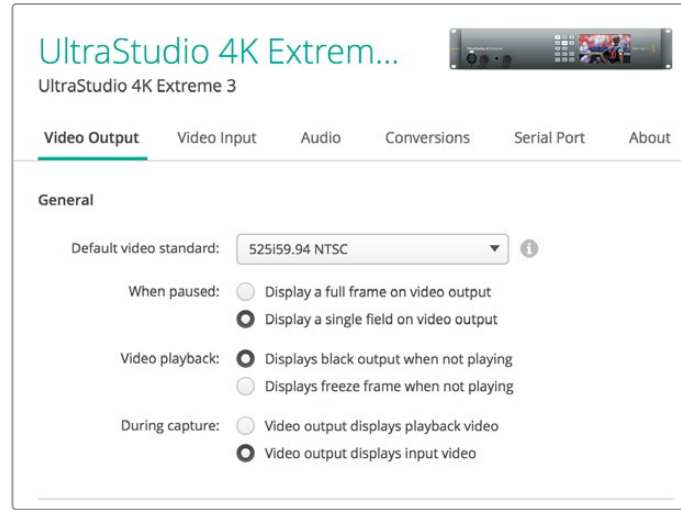 UltraStudio 4K Extrem...
UltraStudio 4K Extreme 3
Video Output Video Input Audio Conversions Serial Port About
General
Default video standard: 525i59.94 NTSC
When paused: Display a full frame on video output
Display a single field on video output
Video playback: Displays black output when not playing
Displays freeze frame when not playing
During capture: Video output displays playback video
Video output displays input video